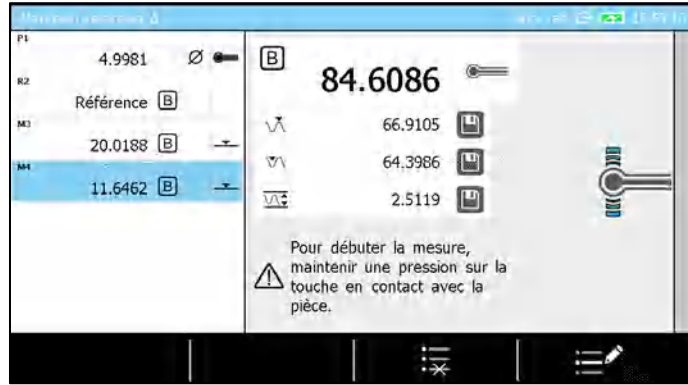 P1
4.9981 Ø
R2
Référence B
M3
20.0188 B
M4
11.6462 B
B
84.6086
66.9105
64.3986
2.5119
Pour débuter la mesure,
maintenir une pression sur la
touche en contact avec la
pièce.